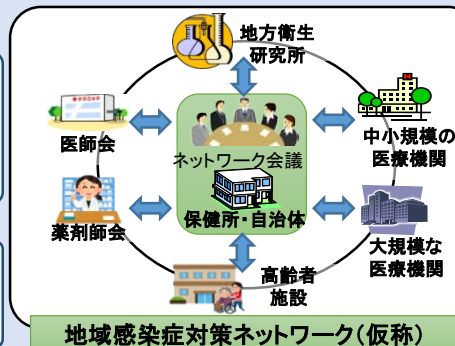 地方衛生
研究所
医師会
中小規模の
医療機関
ネットワーク会議
保健所・自治体
薬剤師会
大規模な
医療機関
高齢者
施設
地域感染症対策ネットワーク(仮称)